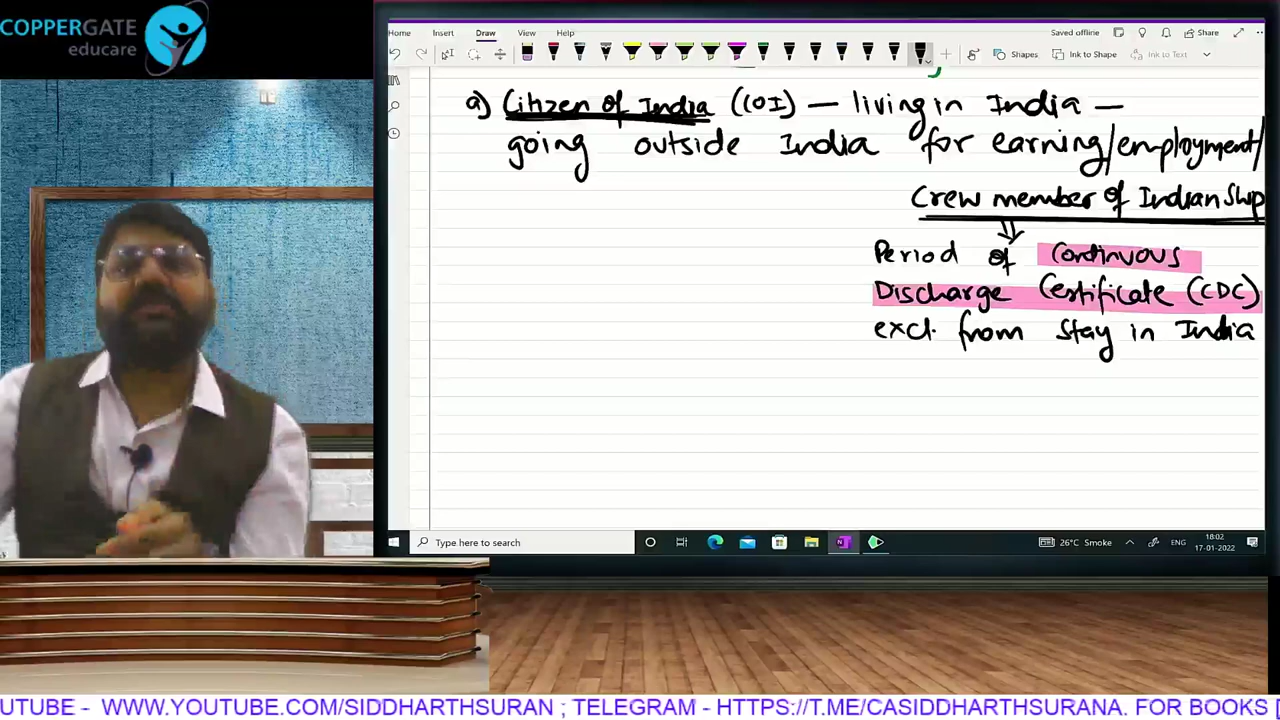 COPPERGATE
educare
Home Insert Draw View Help
Saved offline
Share
Shapes
Ink to Shape
Ink to Text
a) Citizen of India (COI) — living in India —
going outside India for earning/employment/
Crew member of Indian Ship
Period of Continuous
Discharge Certificate (CDC)
excl. from stay in India
Type here to search
26°C Smoke
ENG
18:02
17-01-2022
UTUBE - WWW.YOUTUBE.COM/SIDDHARTHSURAN ; TELEGRAM - HTTPS://T.ME/CASIDDHARTHSURANA. FOR BOOKS [